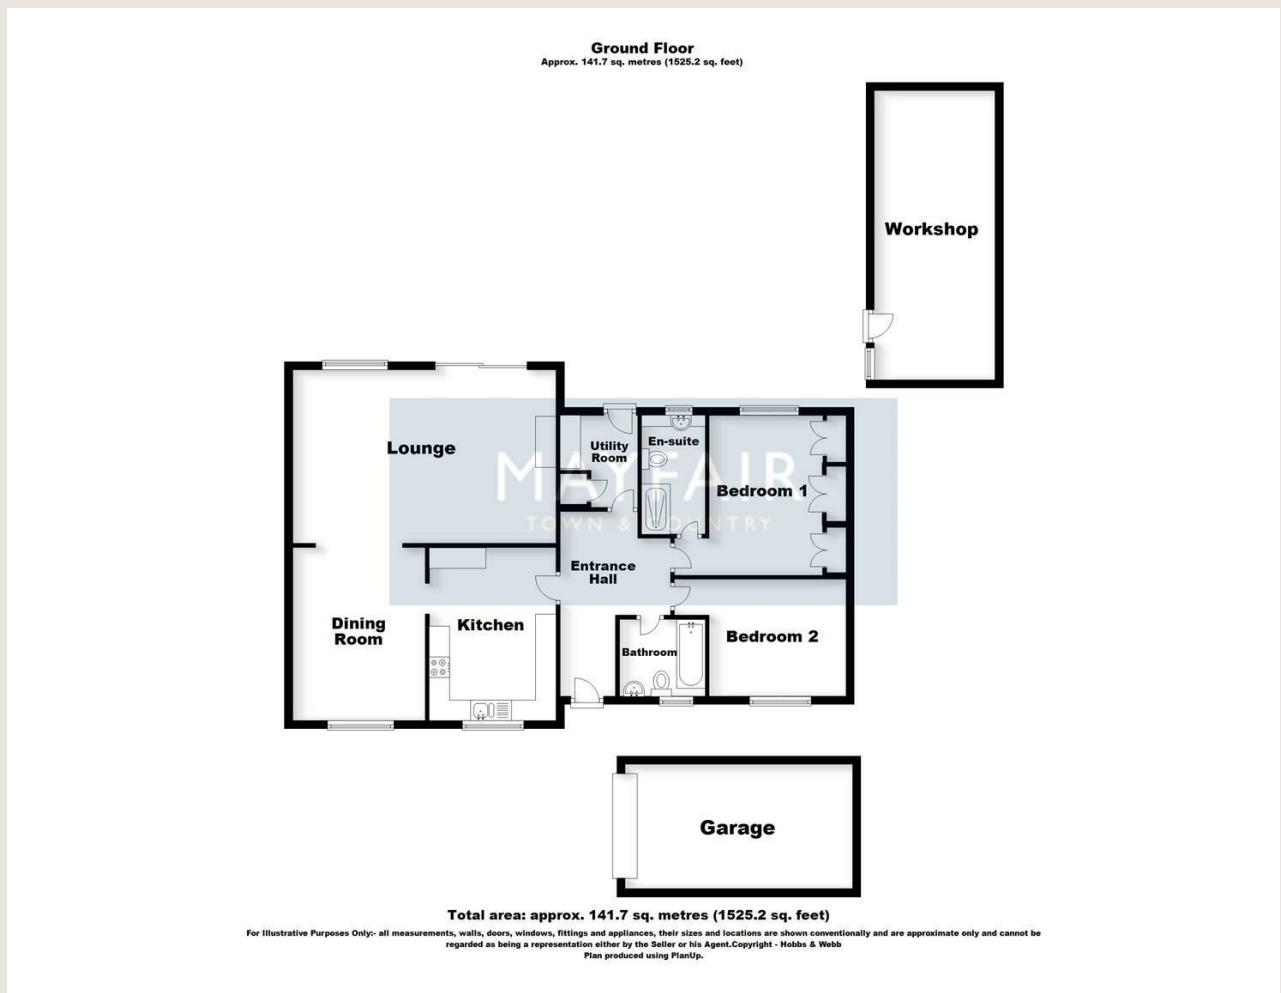 Ground Floor
Approx. 141.7 sq. metres (1525.2 sq. feet)
Workshop
Lounge
Utility
Room
En-suite
Bedroom 1
MAYFAIR
TOWN & COUNTRY
Entrance
Hall
Dining
Room
Kitchen
Bathroom
Bedroom 2
Garage
Total area: approx. 141.7 sq. metres (1525.2 sq. feet)
For Illustrative Purposes Only:- all measurements, walls, doors, windows, fittings and appliances, their sizes and locations are shown conventionally and are approximate only and cannot be
regarded as being a representation either by the Seller or his Agent.Copyright - Hobbs & Webb
Plan produced using PlanUp.